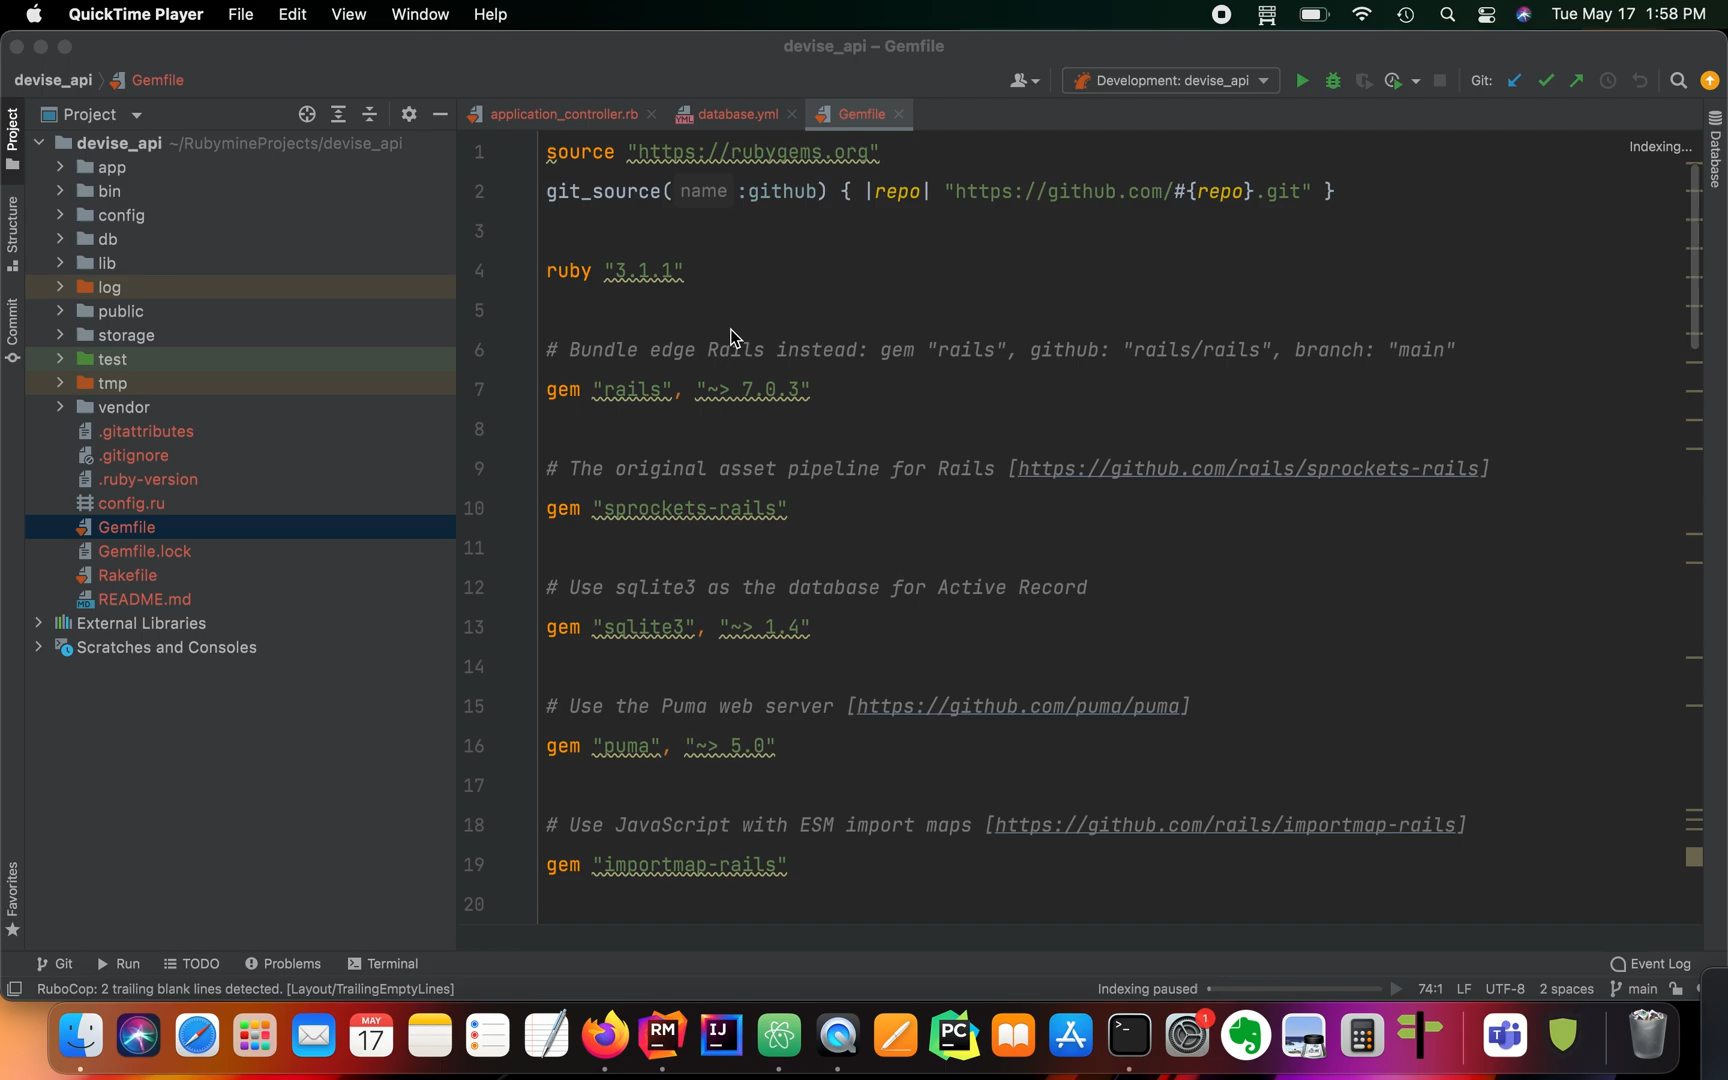 QuickTime Player File Edit View Window Help Tue May 17 1:58 PM
devise_api – Gemfile
devise_api Gemfile Development: devise_api Git:
Project application_controller.rb database.yml Gemfile
Project
Structure
Commit
Favorites
Database
devise_api ~/RubymineProjects/devise_api
app
bin
config
db
lib
log
public
storage
test
tmp
vendor
.gitattributes
.gitignore
.ruby-version
config.ru
Gemfile
Gemfile.lock
Rakefile
README.md
External Libraries
Scratches and Consoles
Indexing...
1 source "https://rubygems.org"
2 git_source( name :github) { |repo| "https://github.com/#{repo}.git" }
3
4 ruby "3.1.1"
5
6 # Bundle edge Rails instead: gem "rails", github: "rails/rails", branch: "main"
7 gem "rails", "~> 7.0.3"
8
9 # The original asset pipeline for Rails [https://github.com/rails/sprockets-rails]
10 gem "sprockets-rails"
11
12 # Use sqlite3 as the database for Active Record
13 gem "sqlite3", "~> 1.4"
14
15 # Use the Puma web server [https://github.com/puma/puma]
16 gem "puma", "~> 5.0"
17
18 # Use JavaScript with ESM import maps [https://github.com/rails/importmap-rails]
19 gem "importmap-rails"
20
Git Run TODO Problems Terminal Event Log
RuboCop: 2 trailing blank lines detected. [Layout/TrailingEmptyLines] Indexing paused 74:1 LF UTF-8 2 spaces main
MAY
17
RM
IJ
PC
1